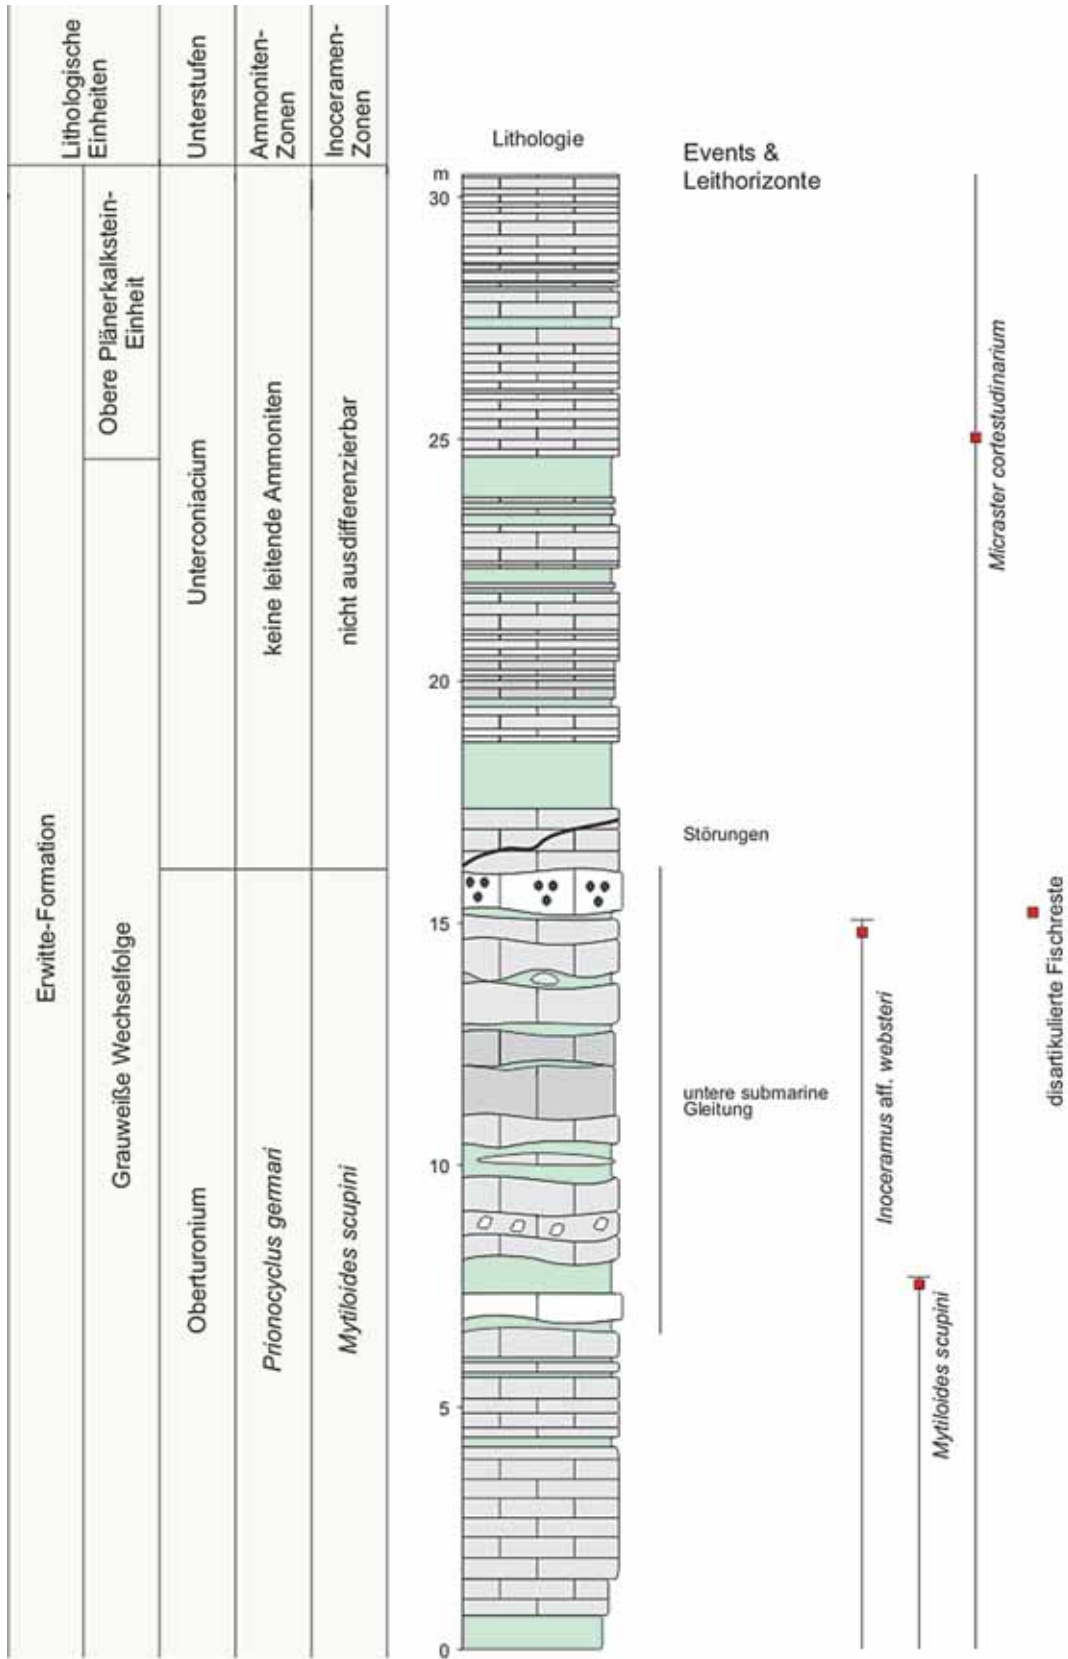 Lithologische
Einheiten
Unterstufen
Ammoniten-
Zonen
Inoceramen-
Zonen
Lithologie
Events &
Leithorizonte
m
30
25
20
15
10
5
0
Erwitte-Formation
Obere Plänerkalkstein-
Einheit
Grauweiße Wechselfolge
Unterconiacium
Oberturonium
keine leitende Ammoniten
Prionocyclus germari
nicht ausdifferenzierbar
Mytiloides scupini
Störungen
untere submarine
Gleitung
Inoceramus aff. websteri
Mytiloides scupini
Micraster cortestudinarium
disartikulierte Fischreste